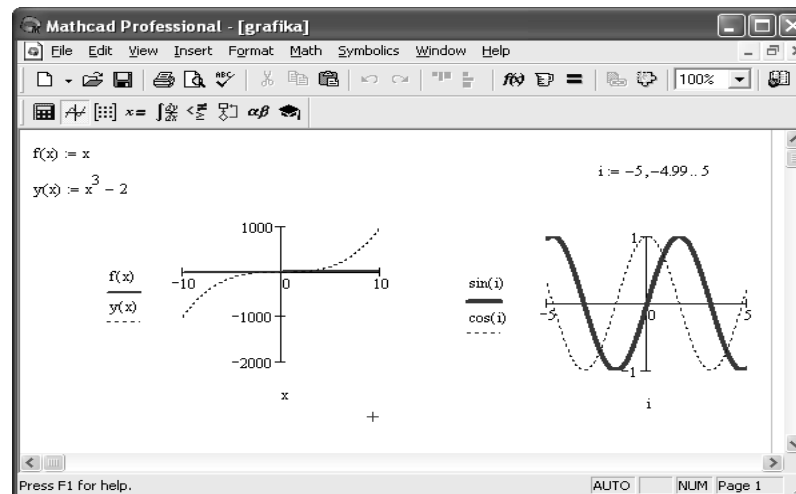 Mathcad Professional - [grafika]
File Edit View Insert Format Math Symbolics Window Help
ABC f(x) = 100%
x= αβ
f(x) := x
y(x) := x^3 − 2
i := −5, −4.99 .. 5
f(x)
y(x)
1000
−10 0 10
−1000
−2000
x
sin(i)
cos(i)
1
−5 0 5
−1
i
Press F1 for help. AUTO NUM Page 1